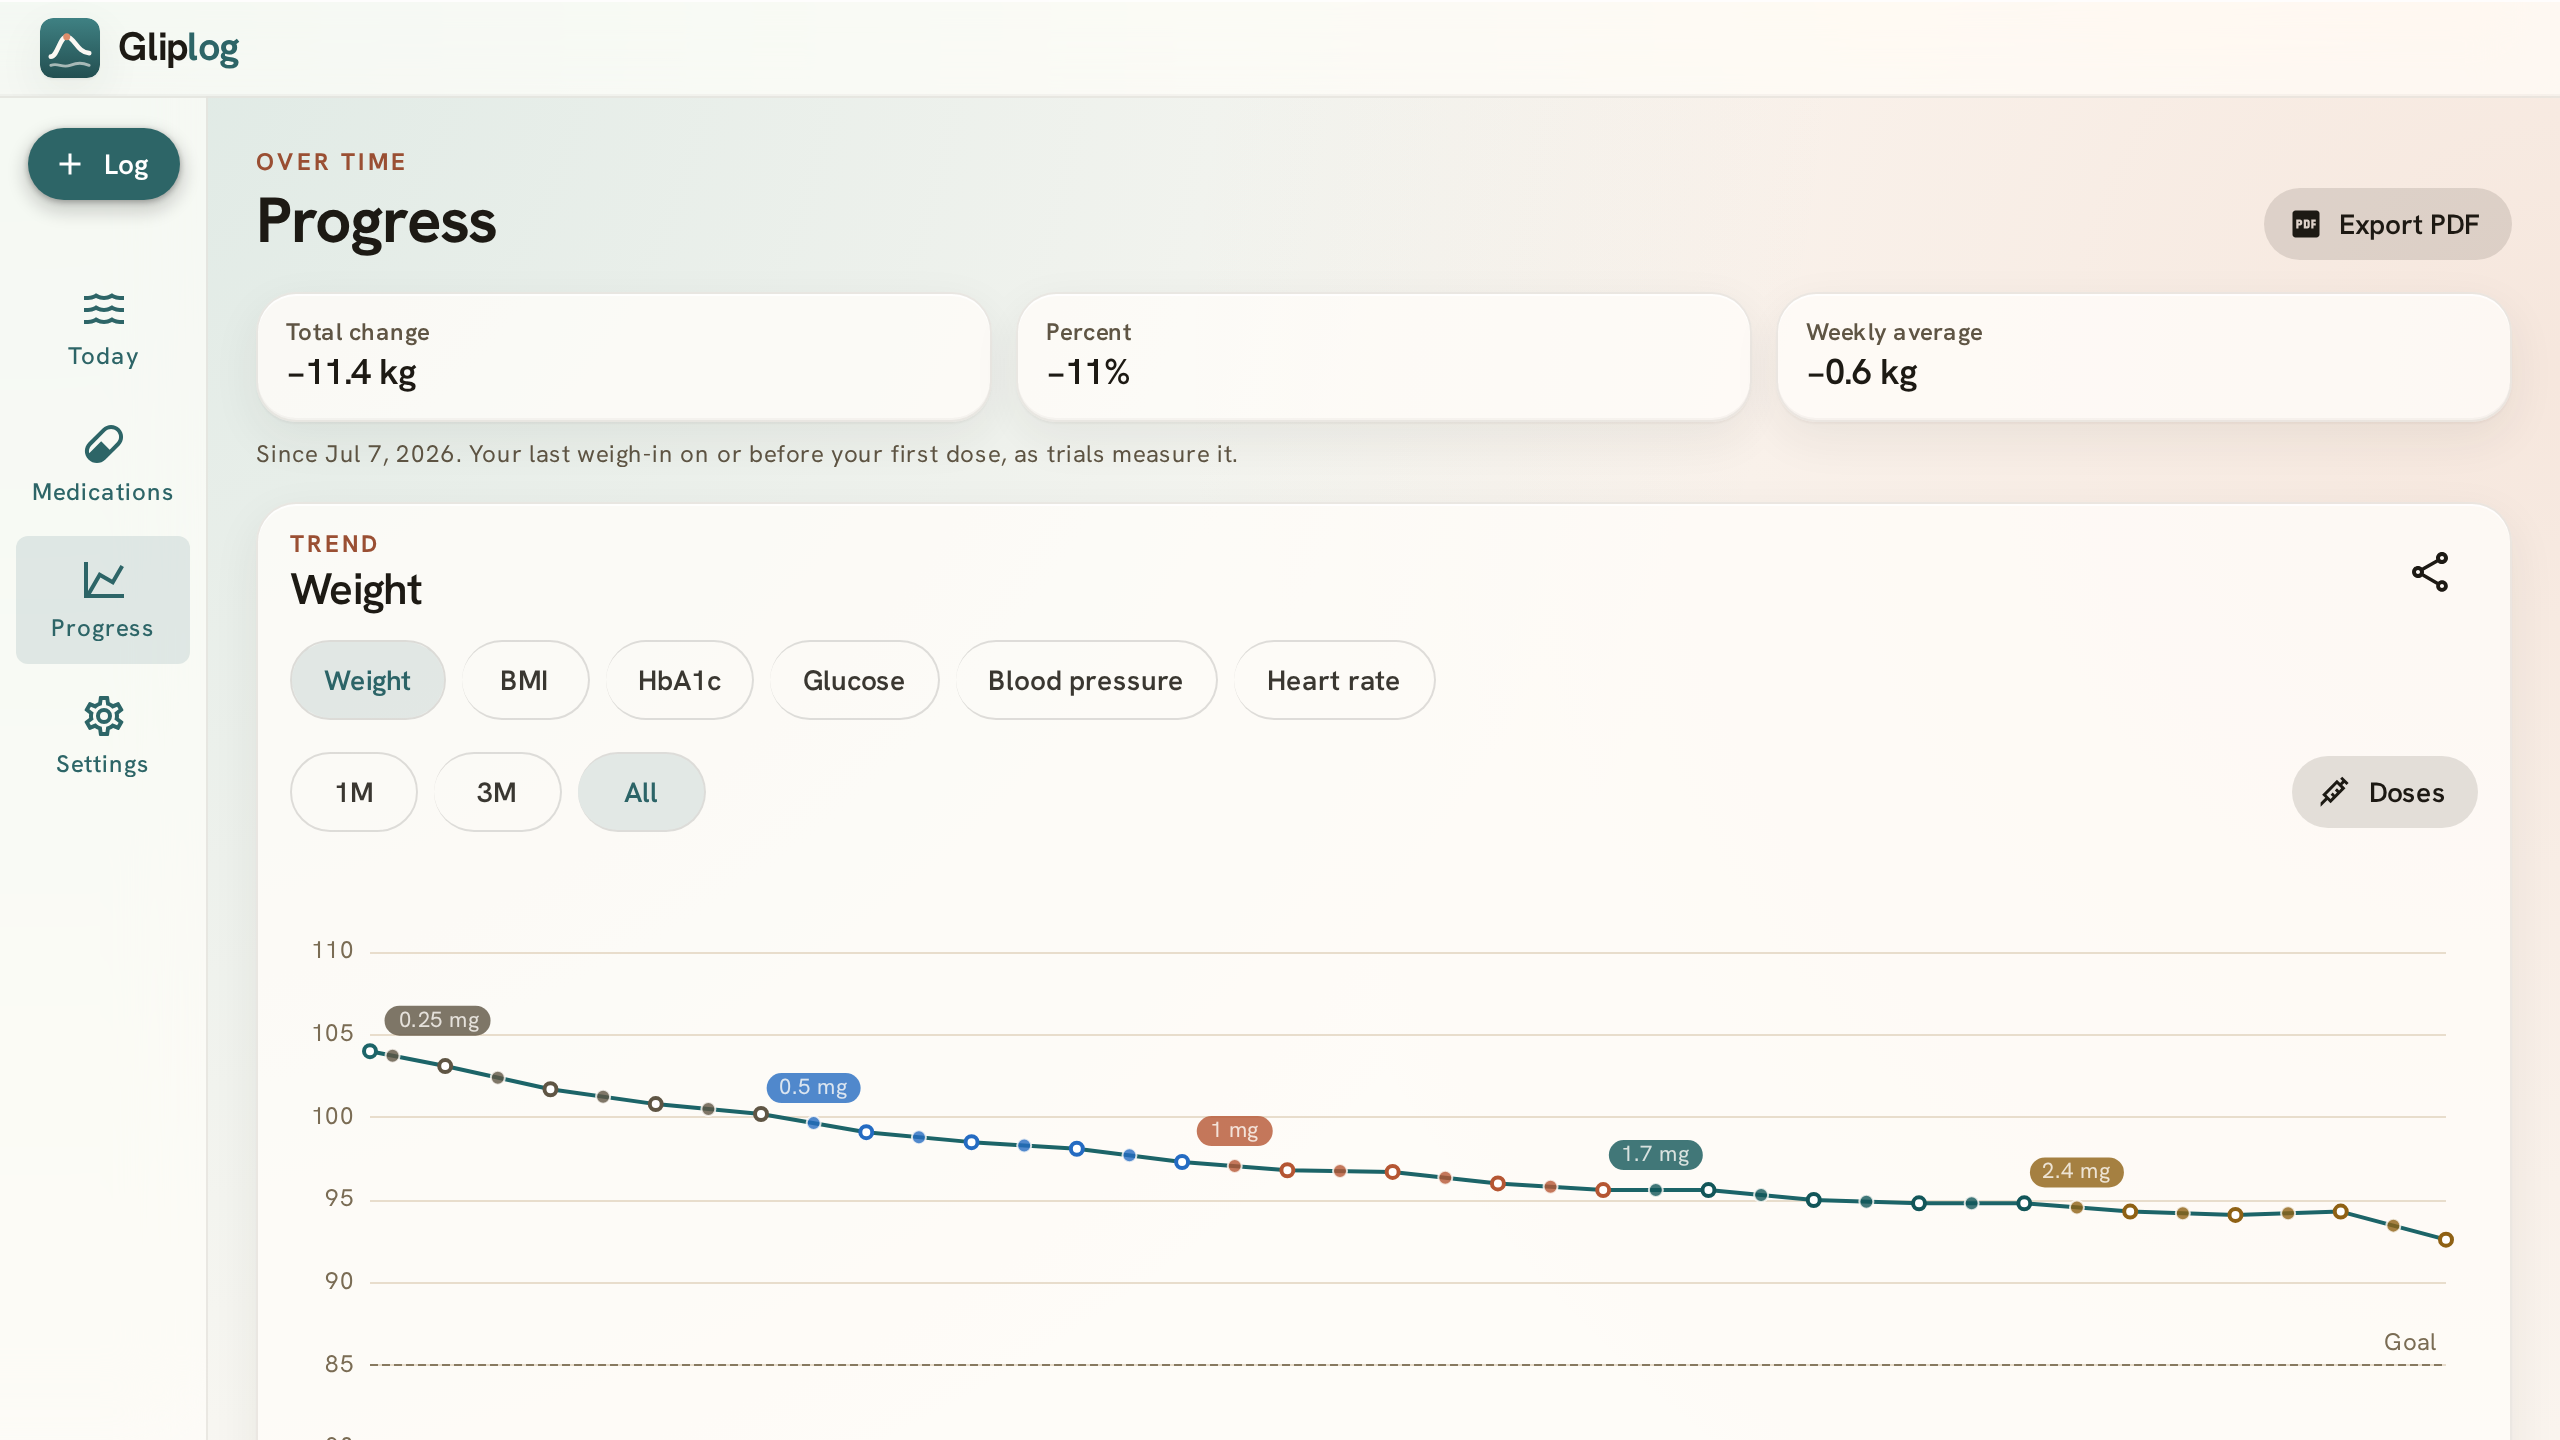 Gliplog
+ Log
Today
Medications
Progress
Settings
OVER TIME
Progress
PDF Export PDF
Total change
–11.4 kg
Percent
–11%
Weekly average
–0.6 kg
Since Jul 7, 2026. Your last weigh-in on or before your first dose, as trials measure it.
TREND
Weight
Weight BMI HbA1c Glucose Blood pressure Heart rate
1M 3M All
Doses
110
105
100
95
90
85
0.25 mg
0.5 mg
1 mg
1.7 mg
2.4 mg
Goal